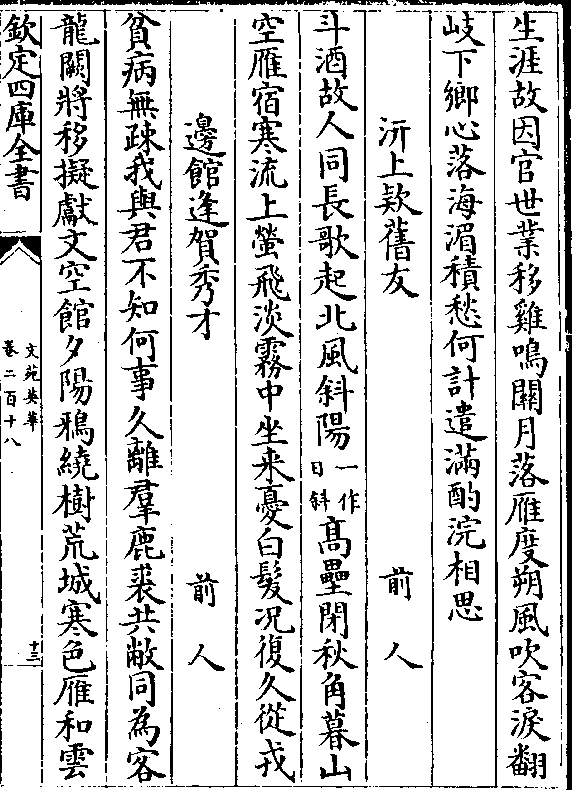 生涯故因官世業移雞鳴關月落雁度朔風吹客淚翻
岐下鄉心落海湄積愁何計遣滿酌浣相思
汧上欵舊友　前人
斗酒故人同長歌起北風斜陽一作日斜高壘閉秋角暮山
空雁宿寒流上螢飛淡霧中坐来憂白髮况復久從戎
邊館逢賀秀才　前人
貧病無疎我與君不知何事久離羣鹿裘共敝同為客
龍闕將移擬獻文空館夕陽鴉繞樹荒城寒色雁和雲
欽定四庫全書
文苑英華
卷二百十八
十三